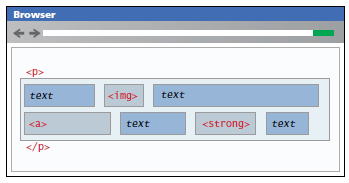 Browser
<p>
text <img> text
<a> text <strong> text
</p>